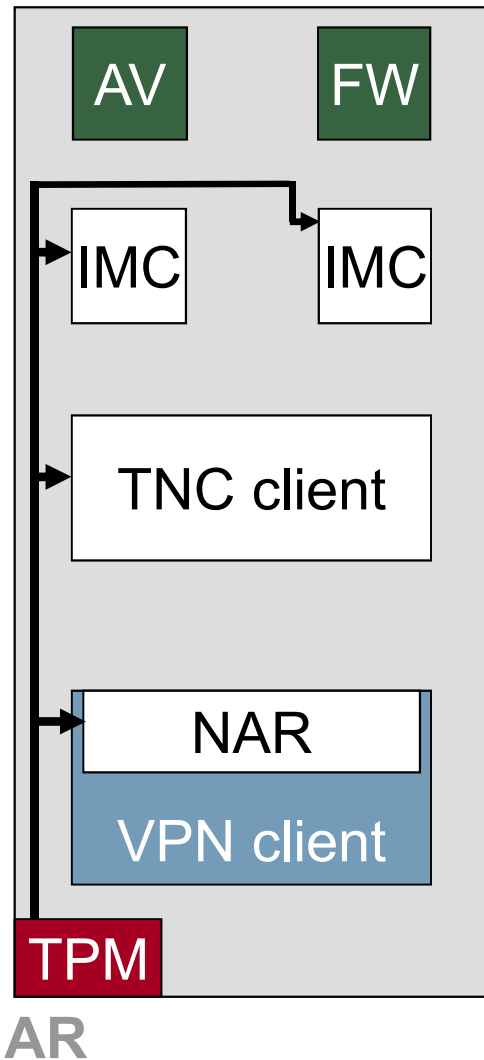 AV
FW
IMC
IMC
TNC client
NAR
VPN client
TPM
AR